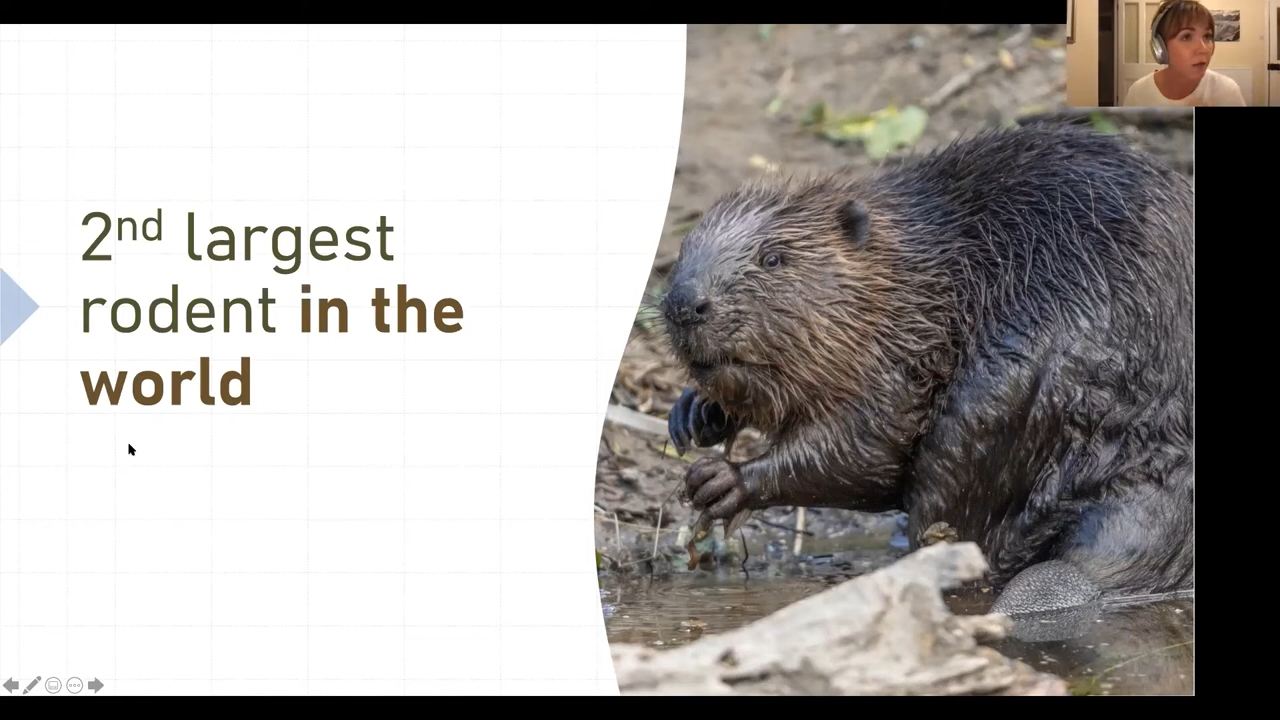 2nd largest
rodent in the
world